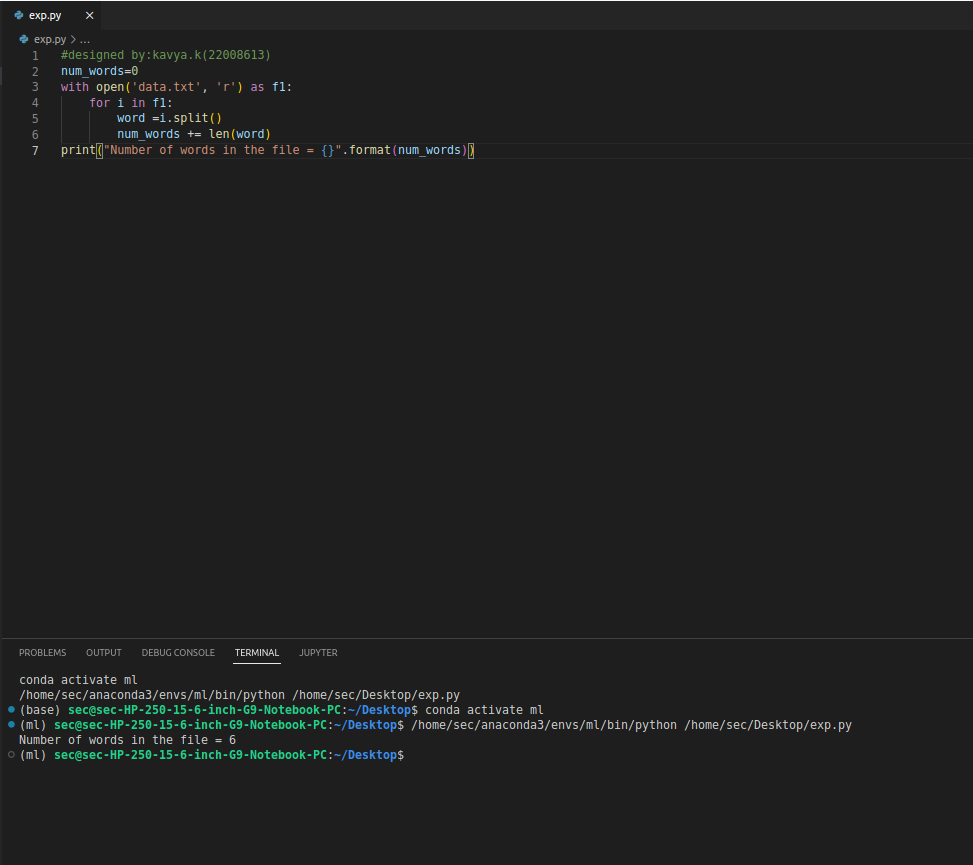 exp.py ×
exp.py > ...
1 #designed by:kavya.k(22008613)
2 num_words=0
3 with open('data.txt', 'r') as f1:
4     for i in f1:
5         word =i.split()
6         num_words += len(word)
7 print("Number of words in the file = {}".format(num_words))
PROBLEMS OUTPUT DEBUG CONSOLE TERMINAL JUPYTER
conda activate ml
/home/sec/anaconda3/envs/ml/bin/python /home/sec/Desktop/exp.py
(base) sec@sec-HP-250-15-6-inch-G9-Notebook-PC:~/Desktop$ conda activate ml
(ml) sec@sec-HP-250-15-6-inch-G9-Notebook-PC:~/Desktop$ /home/sec/anaconda3/envs/ml/bin/python /home/sec/Desktop/exp.py
Number of words in the file = 6
(ml) sec@sec-HP-250-15-6-inch-G9-Notebook-PC:~/Desktop$